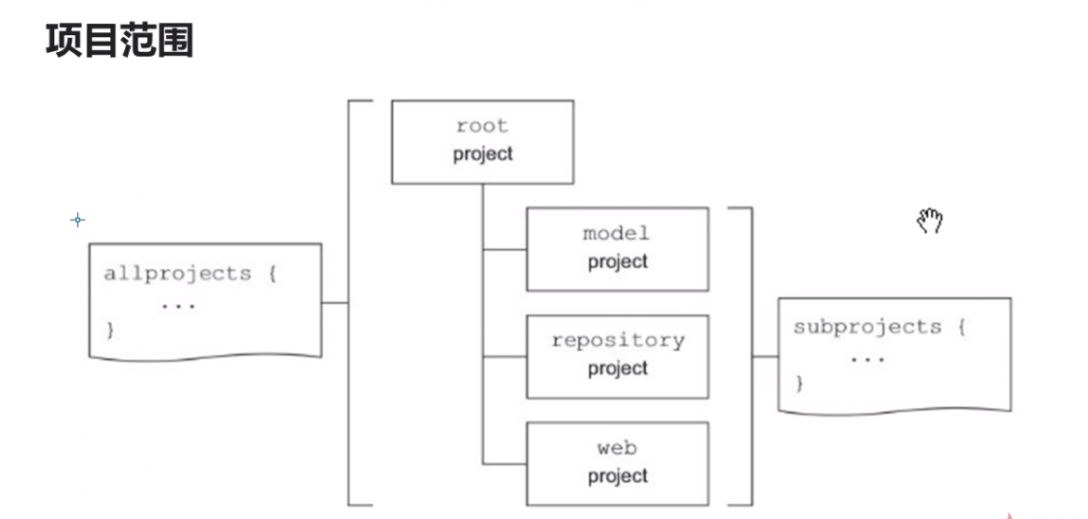 项目范围
root
project
model
project
allprojects {
...
}
repository
project
subprojects {
...
}
web
project